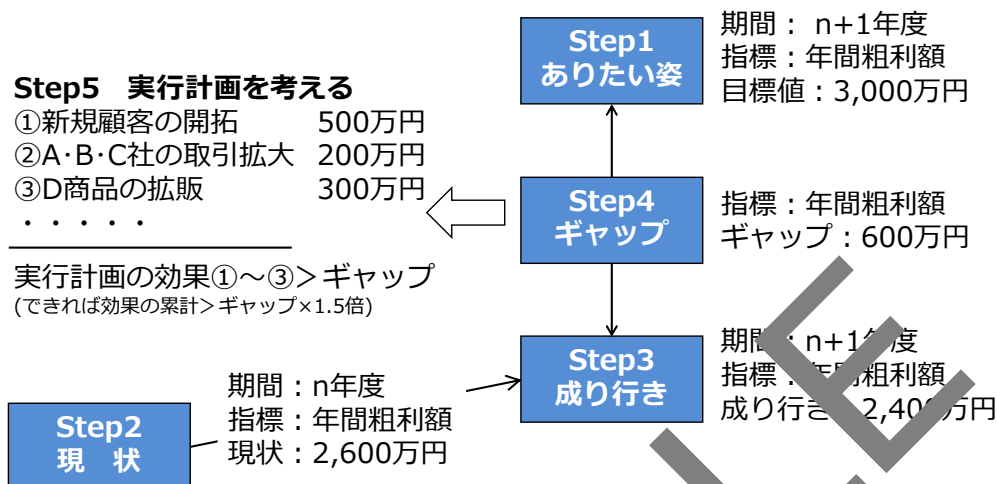 Step1
ありたい姿
期間： n+1年度
指標：年間粗利額
目標値：3,000万円
Step5　実行計画を考える
①新規顧客の開拓　500万円
②A･B･C社の取引拡大　200万円
③D商品の拡販　300万円
・・・・・
実行計画の効果①～③＞ギャップ
(できれば効果の累計＞ギャップ×1.5倍)
Step4
ギャップ
指標：年間粗利額
ギャップ：600万円
Step3
成り行き
期間：n+1年度
指標：年間粗利額
成り行き：2,400万円
Step2
現　状
期間：n年度
指標：年間粗利額
現状：2,600万円